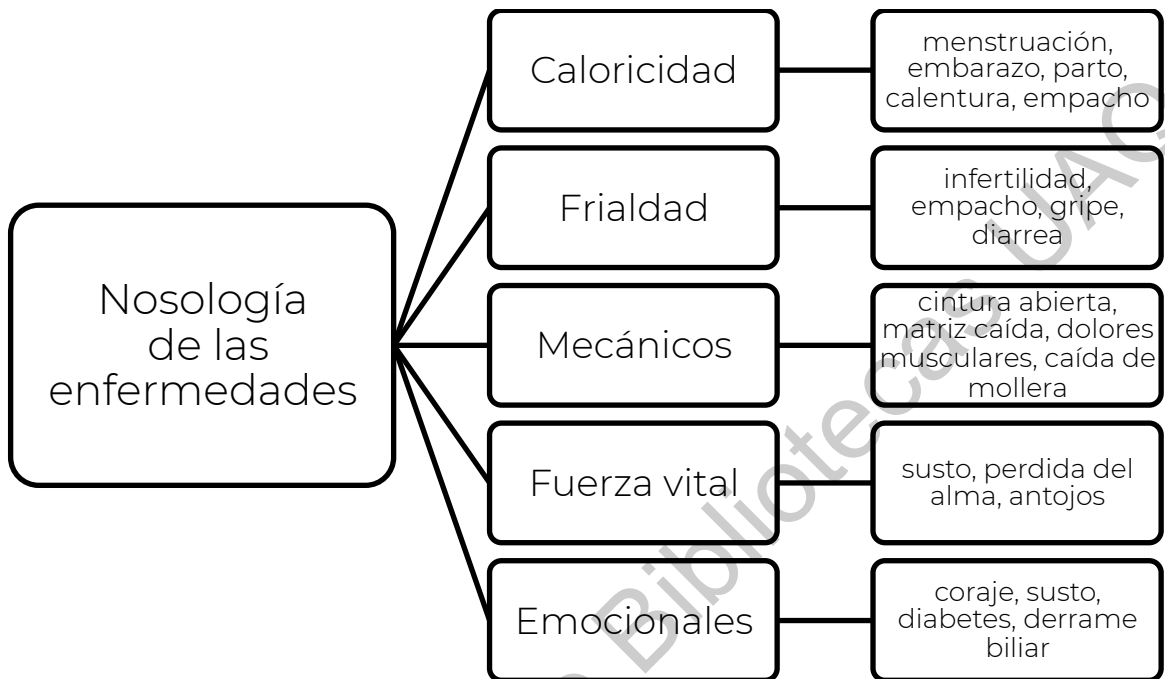 Nosología
de las
enfermedades
Caloricidad
menstruación,
embarazo, parto,
calentura, empacho
Frialdad
infertilidad,
empacho, gripe,
diarrea
Mecánicos
cintura abierta,
matriz caída, dolores
musculares, caída de
mollera
Fuerza vital
susto, perdida del
alma, antojos
Emocionales
coraje, susto,
diabetes, derrame
biliar
Bibliotecas UAQ